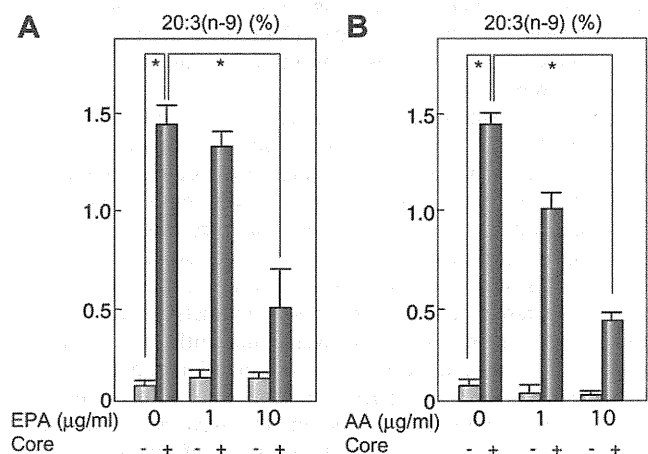 A
20:3(n-9) (%)
* *
1.5
1.0
0.5
0
EPA (μg/ml) 0 1 10
Core - + - + - +
B
20:3(n-9) (%)
* *
1.5
1.0
0.5
0
AA (μg/ml) 0 1 10
Core - + - + - +